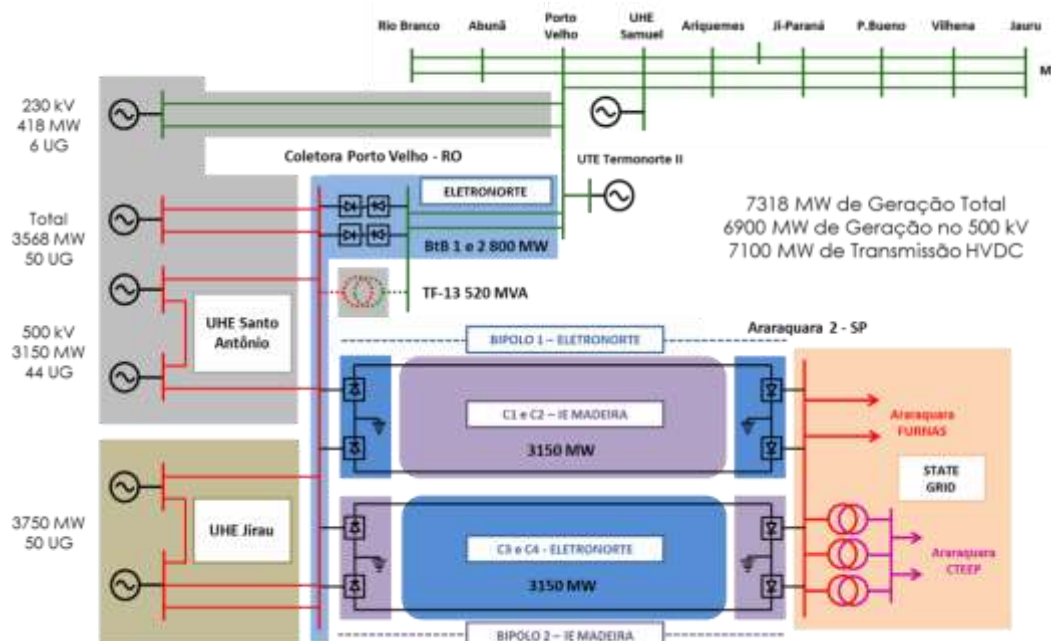 Rio Branco
Abunã
Porto
Velho
UHE
Samuel
Ariquemes
Ji-Paraná
P.Bueno
Vilhena
Jauru
M
230 kV
418 MW
6 UG
Coletora Porto Velho - RO
UTE Termonorte II
ELETRONORTE
BtB 1 e 2 800 MW
7318 MW de Geração Total
6900 MW de Geração no 500 kV
7100 MW de Transmissão HVDC
Total
3568 MW
50 UG
TF-13 520 MVA
UHE Santo
Antônio
500 kV
3150 MW
44 UG
BIPOLO 1 – ELETRONORTE
Araraquara 2 - SP
C1 e C2 – IE MADEIRA
3150 MW
Araraquara
FURNAS
STATE
GRID
3750 MW
50 UG
UHE Jirau
C3 e C4 - ELETRONORTE
3150 MW
Araraquara
CTEEP
BIPOLO 2 – IE MADEIRA